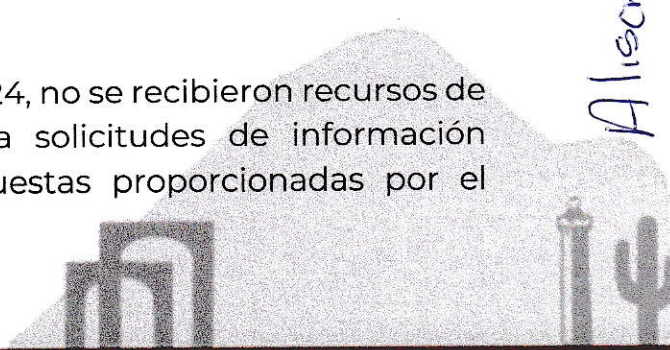 24, no se recibieron recursos de
a solicitudes de información
uestas proporcionadas por el